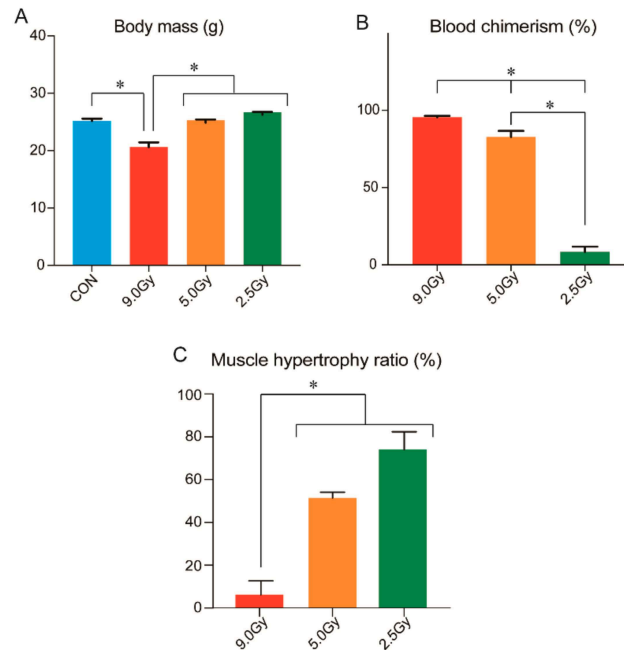 A
Body mass (g)
40
30
20
10
0
*
*
CON
9.0Gy
5.0Gy
2.5Gy
B
Blood chimerism (%)
100
50
0
*
*
9.0Gy
5.0Gy
2.5Gy
C
Muscle hypertrophy ratio (%)
100
80
60
40
20
0
*
9.0Gy
5.0Gy
2.5Gy